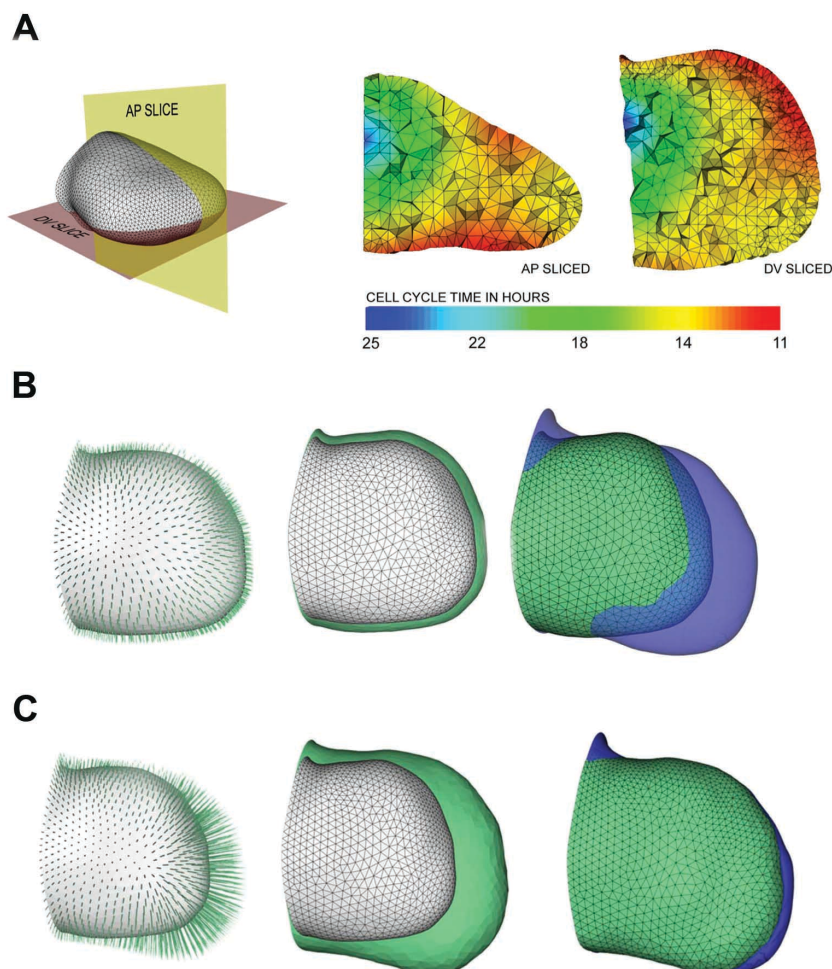 A
AP SLICE
DV SLICE
AP SLICED
DV SLICED
CELL CYCLE TIME IN HOURS
25 22 18 14 11
B
C